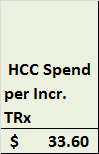 HCC Spend
per Incr.
TRx
$ 33.60